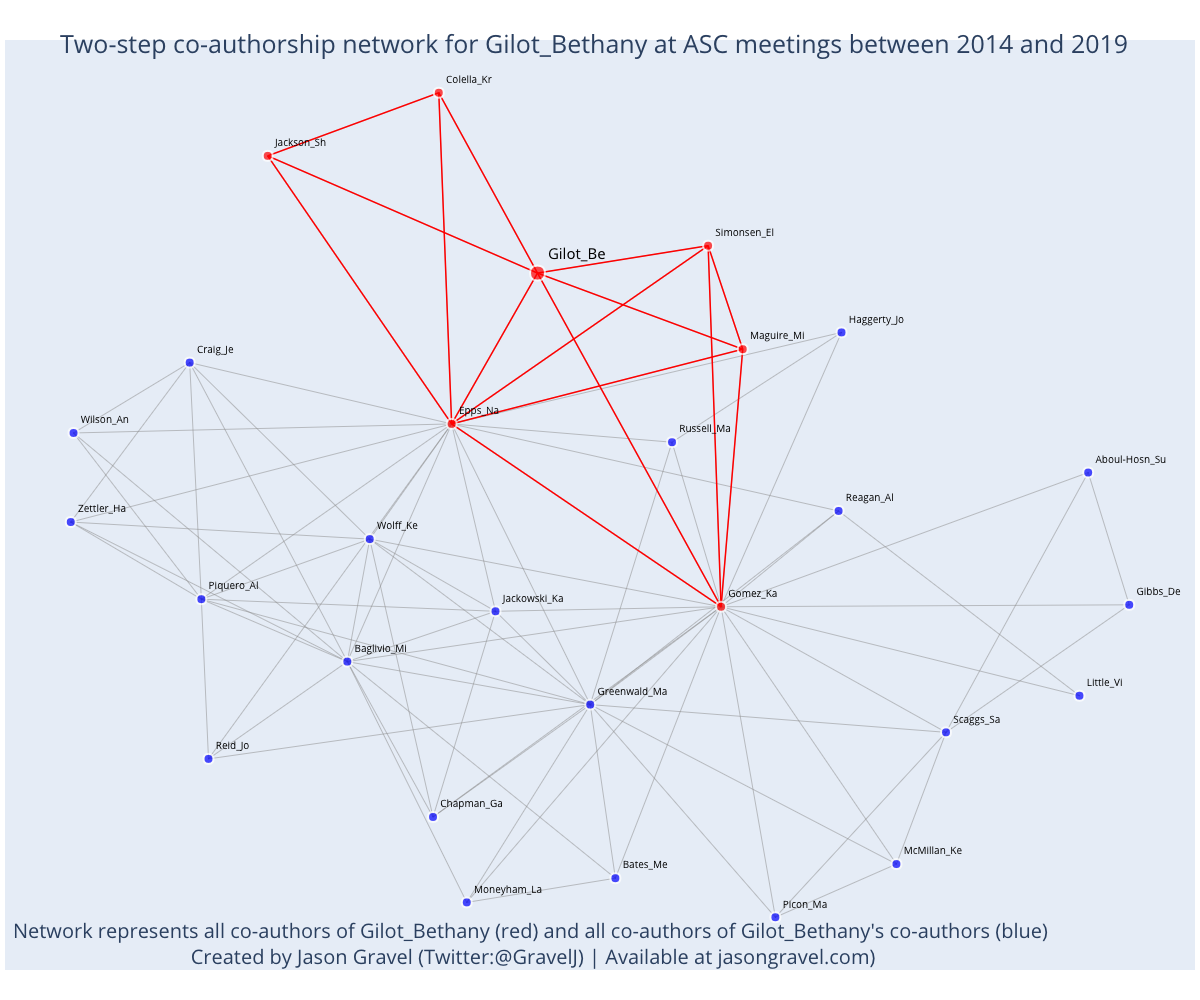 Two-step co-authorship network for Gilot_Bethany at ASC meetings between 2014 and 2019
Colella_Kr
Jackson_Sh
Simonsen_El
Gilot_Be
Haggerty_Jo
Maguire_Mi
Craig_Je
Epps_Na
Wilson_An
Russell_Ma
Aboul-Hosn_Su
Reagan_Al
Zettler_Ha
Wolff_Ke
Piquero_Al
Gibbs_De
Gomez_Ka
Jackowski_Ka
Baglivio_Mi
Little_Vi
Greenwald_Ma
Scaggs_Sa
Reid_Jo
Chapman_Ga
McMillan_Ke
Bates_Me
Moneyham_La
Picon_Ma
Network represents all co-authors of Gilot_Bethany (red) and all co-authors of Gilot_Bethany's co-authors (blue)
Created by Jason Gravel (Twitter:@GravelJ) | Available at jasongravel.com)